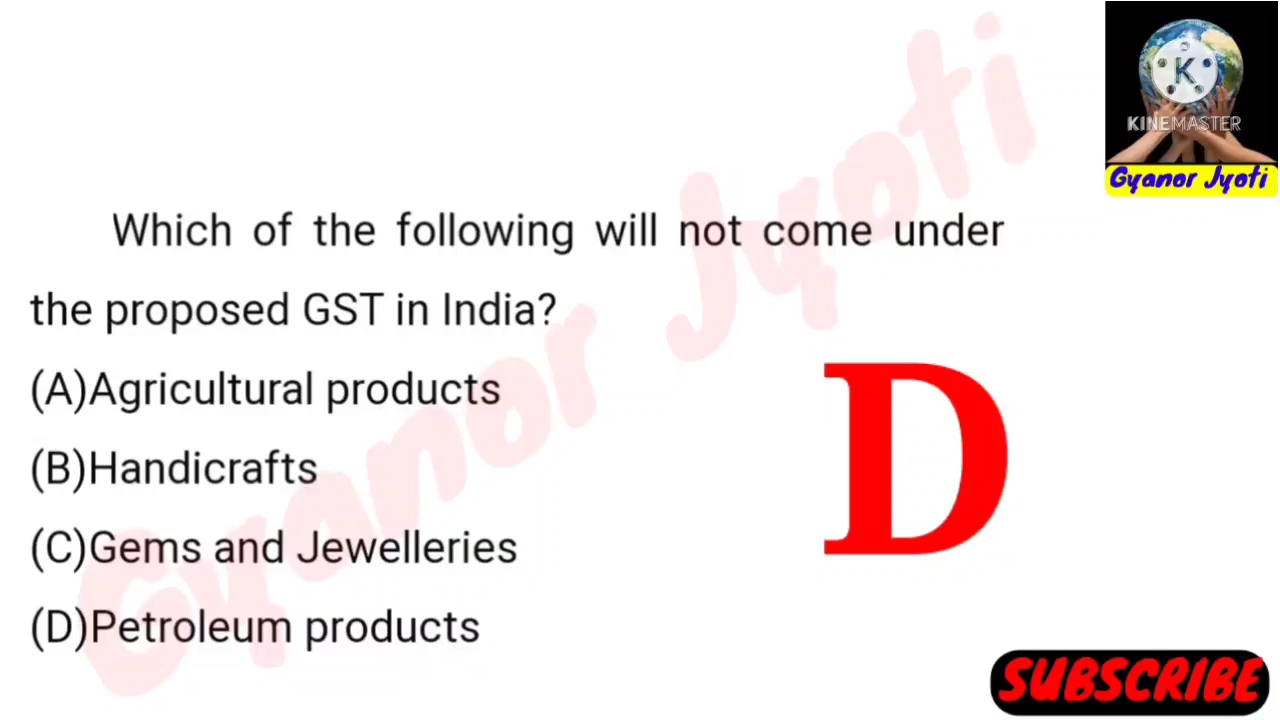 K
KINEMASTER
Gyanor Jyoti
Which of the following will not come under
the proposed GST in India?
(A)Agricultural products
(B)Handicrafts
(C)Gems and Jewelleries
(D)Petroleum products
D
Gyanor Jyoti
SUBSCRIBE